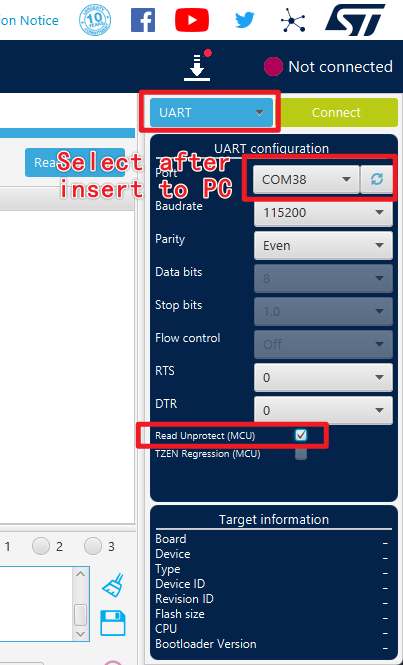 on Notice
Not connected
UART
Connect
UART configuration
Read
Select after
insert to PC
Port
COM38
Baudrate
115200
Parity
Even
Data bits
8
Stop bits
1.0
Flow control
Off
RTS
0
DTR
0
Read Unprotect (MCU)
TZEN Regression (MCU)
Target information
1
2
3
Board
-
Device
-
Type
-
Device ID
-
Revision ID
-
Flash size
-
CPU
-
Bootloader Version
-